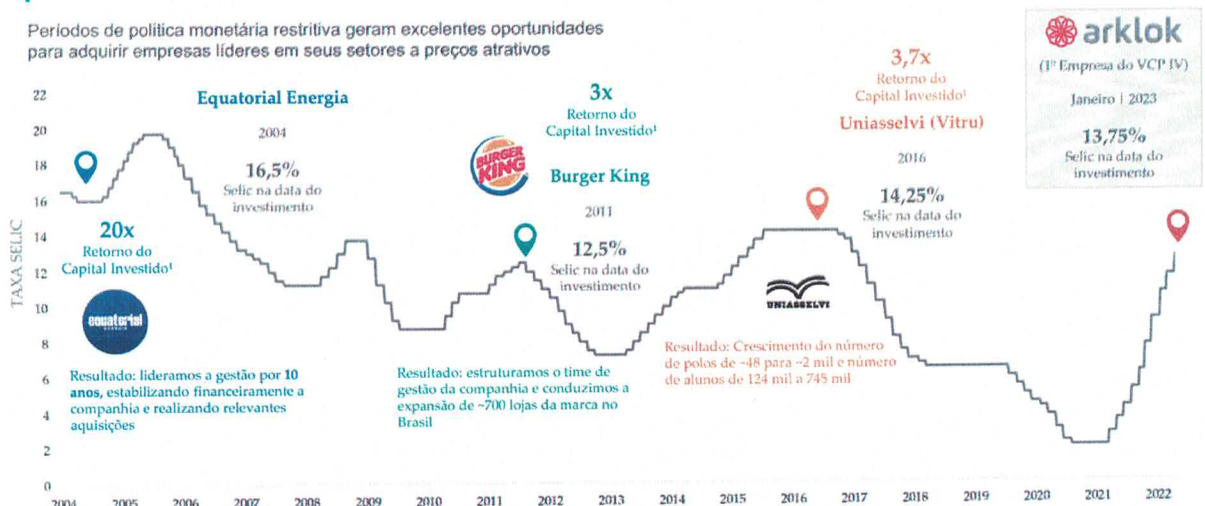 Períodos de política monetária restritiva geram excelentes oportunidades
para adquirir empresas líderes em seus setores a preços atrativos
arklok
(1ª Empresa do VCP IV)
Janeiro | 2023
13,75%
Selic na data do
investimento
TAXA SELIC
22
20
18
16
14
12
10
8
6
4
2
0
Equatorial Energia
2004
16,5%
Selic na data do
investimento
20x
Retorno do
Capital Investido¹
equatorial
ENERGIA
Resultado: lideramos a gestão por 10
anos, estabilizando financeiramente a
companhia e realizando relevantes
aquisições
3x
Retorno do
Capital Investido¹
BURGER
KING
Burger King
2011
12,5%
Selic na data do
investimento
Resultado: estruturamos o time de
gestão da companhia e conduzimos a
expansão de ~700 lojas da marca no
Brasil
3,7x
Retorno do
Capital Investido¹
Uniasselvi (Vitru)
2016
14,25%
Selic na data do
investimento
UNIASSELVI
Resultado: Crescimento do número
de polos de ~48 para ~2 mil e número
de alunos de 124 mil a 745 mil
2004 2005 2006 2007 2008 2009 2010 2011 2012 2013 2014 2015 2016 2017 2018 2019 2020 2021 2022